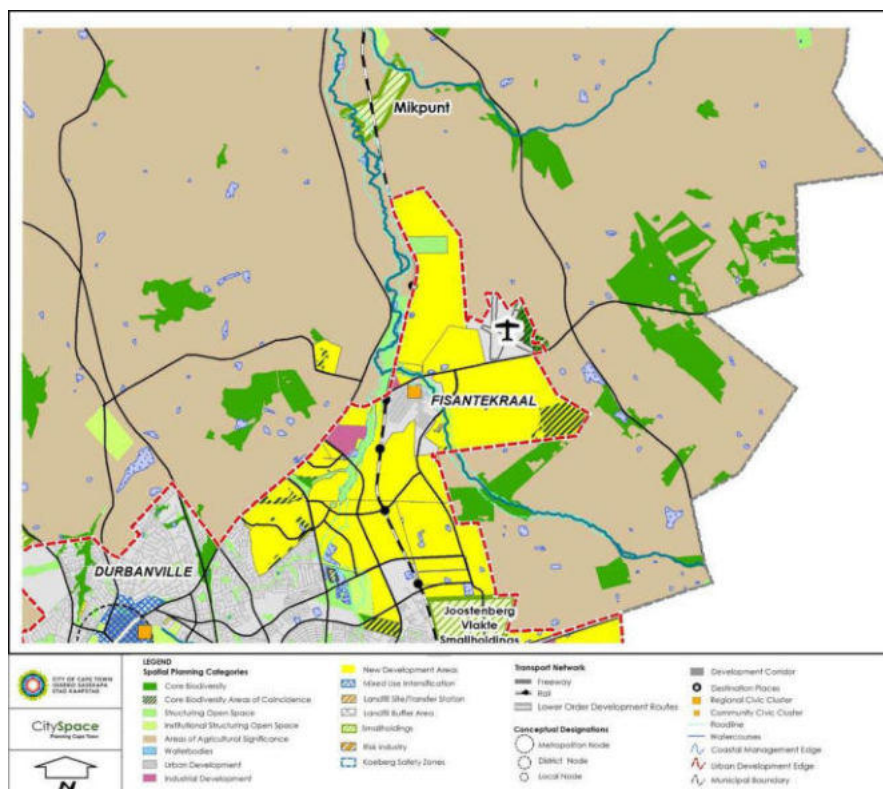 Mikpunt
FISANTEKRAAL
DURBANVILLE
Joostenberg
Vlakte
Smallholdings
CITY OF CAPE TOWN
ISIXEKO SASEKAPA
STAD KAAPSTAD
CitySpace
Planning Cape Town
N
LEGEND
Spatial Planning Categories
Core Biodiversity
Core Biodiversity Areas of Coincidence
Structuring Open Space
Institutional Structuring Open Space
Areas of Agricultural Significance
Waterbodies
Urban Development
Industrial Development
New Development Areas
Mixed Use Intensification
Landfill Site/Transfer Station
Landfill Buffer Area
Smallholdings
Risk Industry
Koeberg Safety Zones
Transport Network
Freeway
Rail
Lower Order Development Routes
Conceptual Designations
Metropolitan Node
District Node
Local Node
Development Corridor
Destination Places
Regional Civic Cluster
Community Civic Cluster
Floodline
Watercourses
Coastal Management Edge
Urban Development Edge
Municipal Boundary